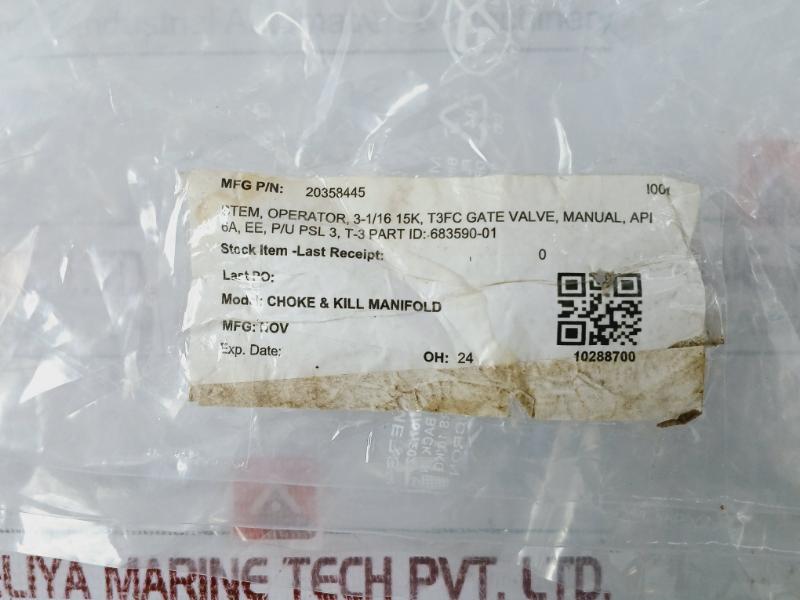 MFG P/N: 20358445
STEM, OPERATOR, 3-1/16 15K, T3FC GATE VALVE, MANUAL, API
6A, EE, P/U PSL 3, T-3 PART ID: 683590-01
Stock Item -Last Receipt: 0
Last PO:
Model: CHOKE & KILL MANIFOLD
MFG: NOV
Exp. Date:
OH: 24
10288700
ELIYA MARINE TECH PVT. LTD.